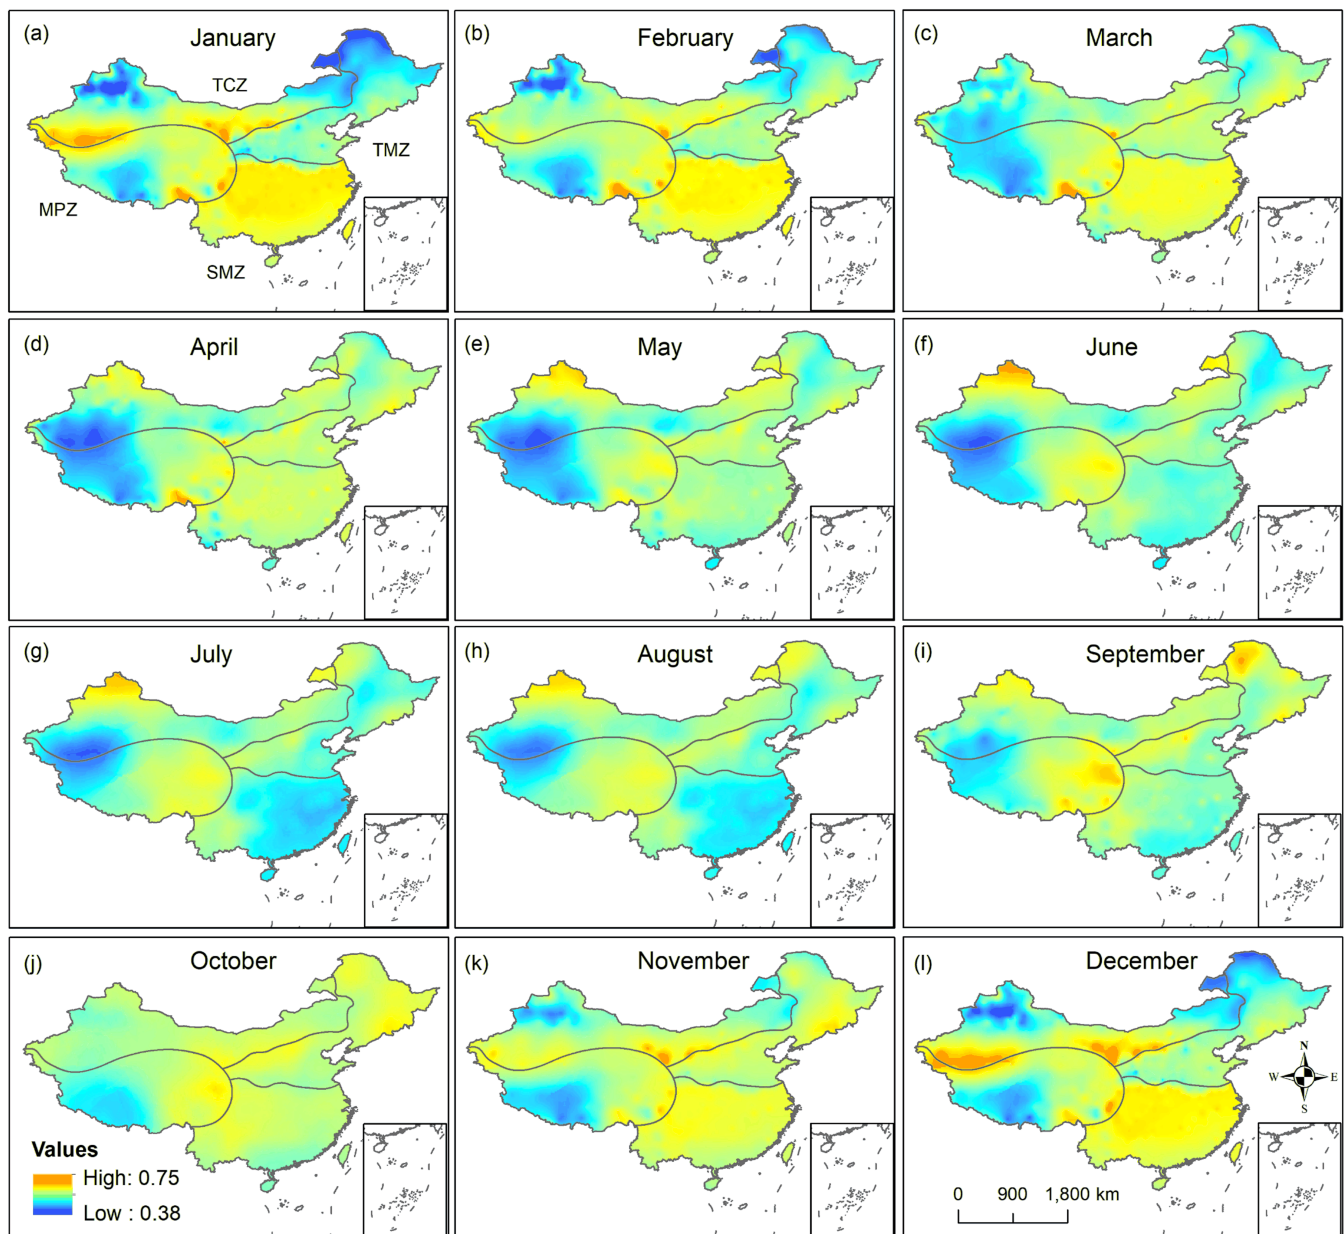 (a) January
TCZ
TMZ
MPZ
SMZ
(b) February
(c) March
(d) April
(e) May
(f) June
(g) July
(h) August
(i) September
(j) October
Values
High: 0.75
Low : 0.38
(k) November
(l) December
N
W E
S
0 900 1,800 km